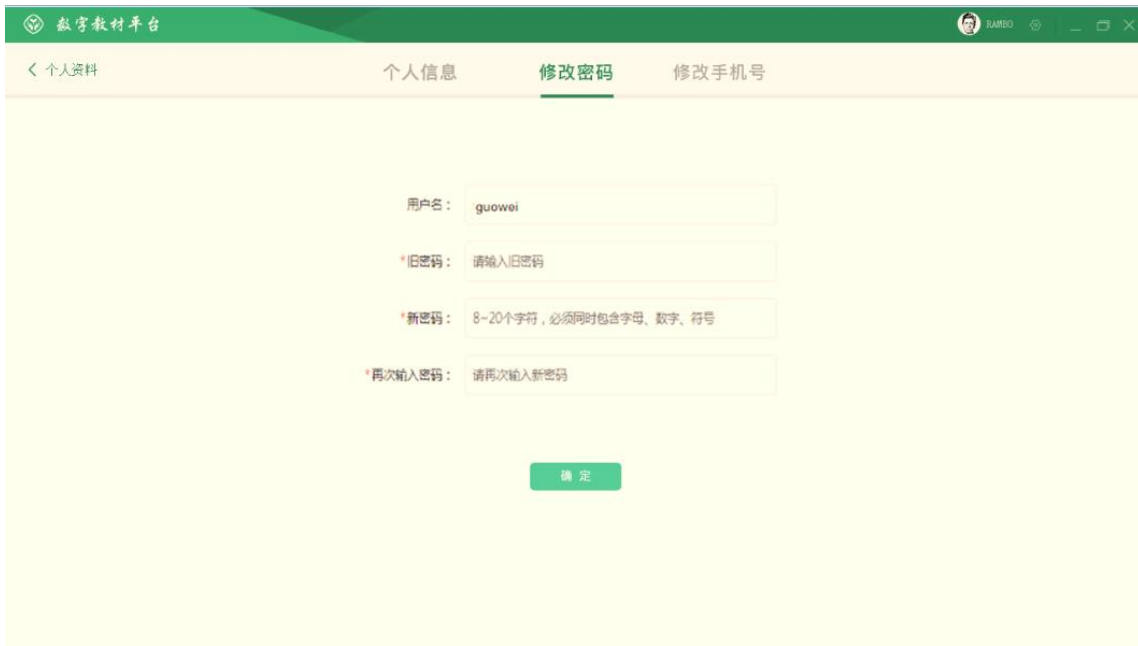 数字教材平台 RAMBO
个人资料 个人信息 修改密码 修改手机号
用户名： guowei
*旧密码： 请输入旧密码
*新密码： 8~20个字符，必须同时包含字母、数字、符号
*再次输入密码： 请再次输入新密码
确 定